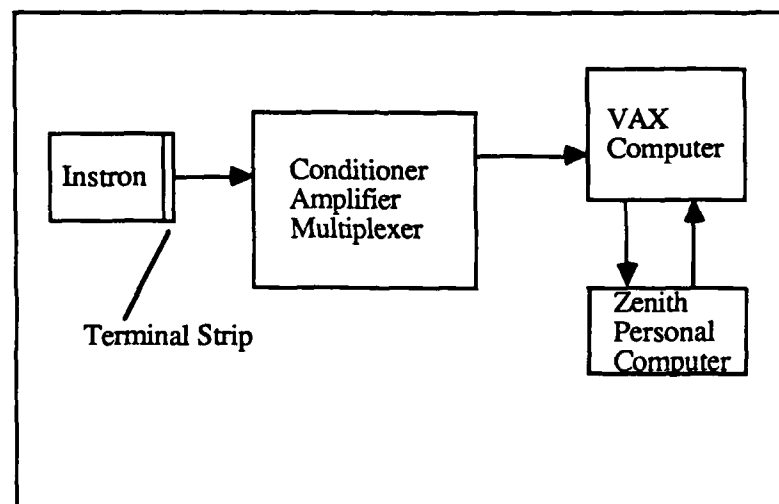 Instron
Terminal Strip
Conditioner
Amplifier
Multiplexer
VAX
Computer
Zenith
Personal
Computer